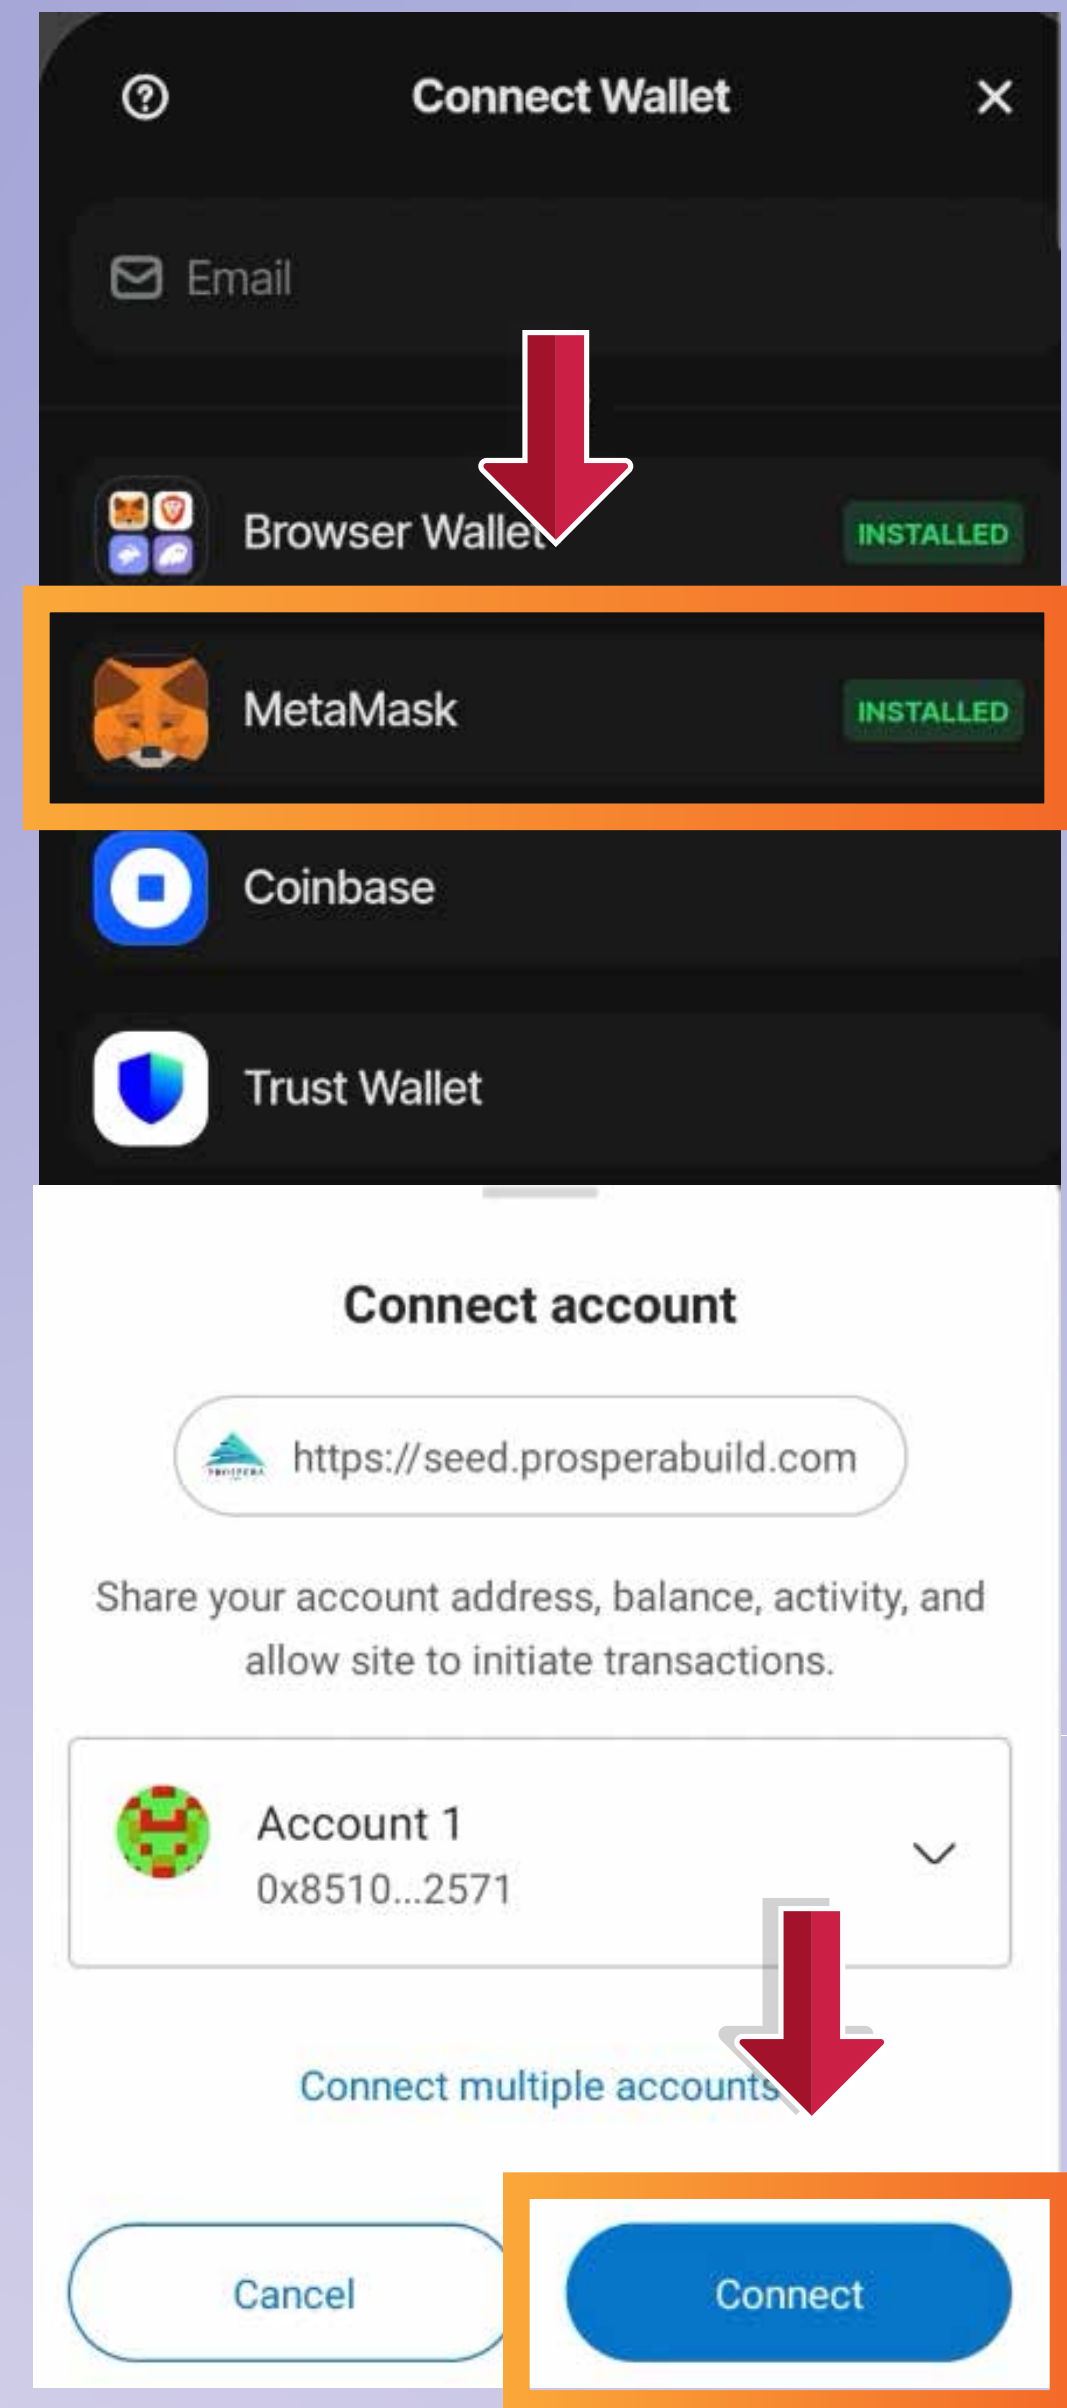 Connect Wallet
Email
Browser Wallet
INSTALLED
MetaMask
INSTALLED
Coinbase
Trust Wallet
Connect account
PROSPERA
https://seed.prosperabuild.com
Share your account address, balance, activity, and
allow site to initiate transactions.
Account 1
0x8510...2571
Connect multiple accounts
Cancel
Connect